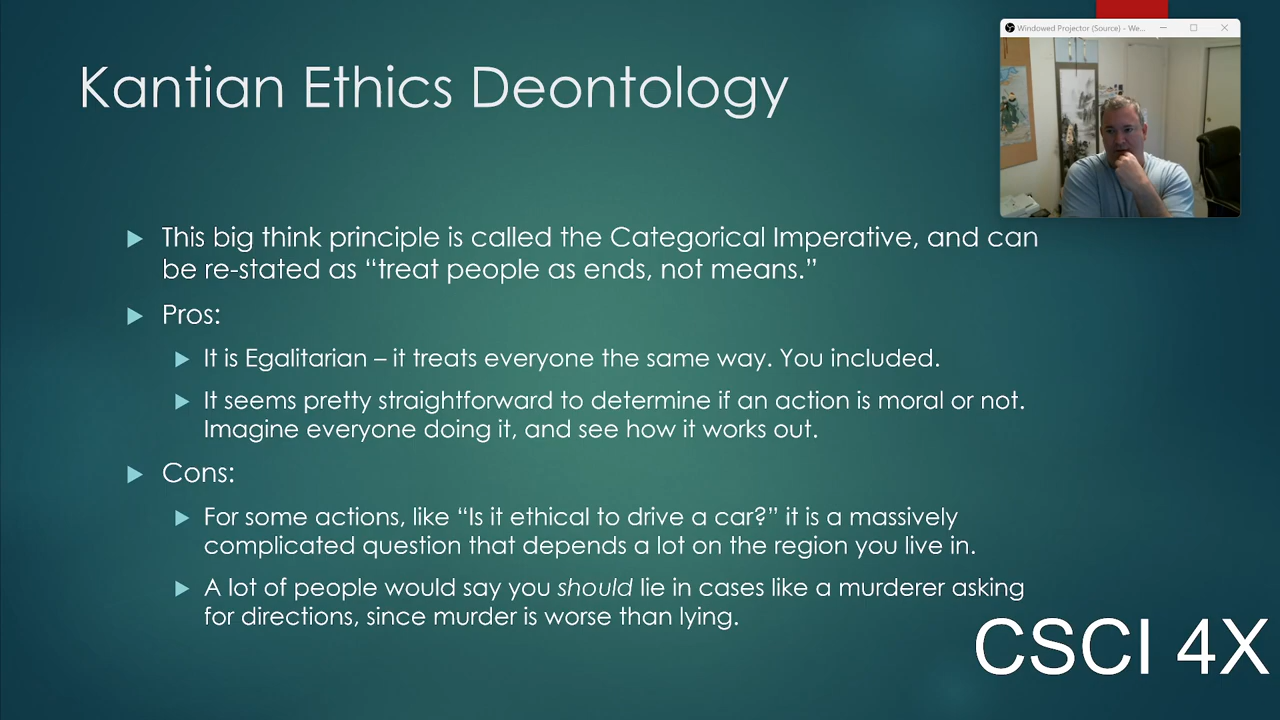 Windowed Projector (Source) - We...
Kantian Ethics Deontology
This big think principle is called the Categorical Imperative, and can
be re-stated as “treat people as ends, not means.”
Pros:
It is Egalitarian – it treats everyone the same way. You included.
It seems pretty straightforward to determine if an action is moral or not.
Imagine everyone doing it, and see how it works out.
Cons:
For some actions, like “Is it ethical to drive a car?” it is a massively
complicated question that depends a lot on the region you live in.
A lot of people would say you should lie in cases like a murderer asking
for directions, since murder is worse than lying.
CSCI 4X